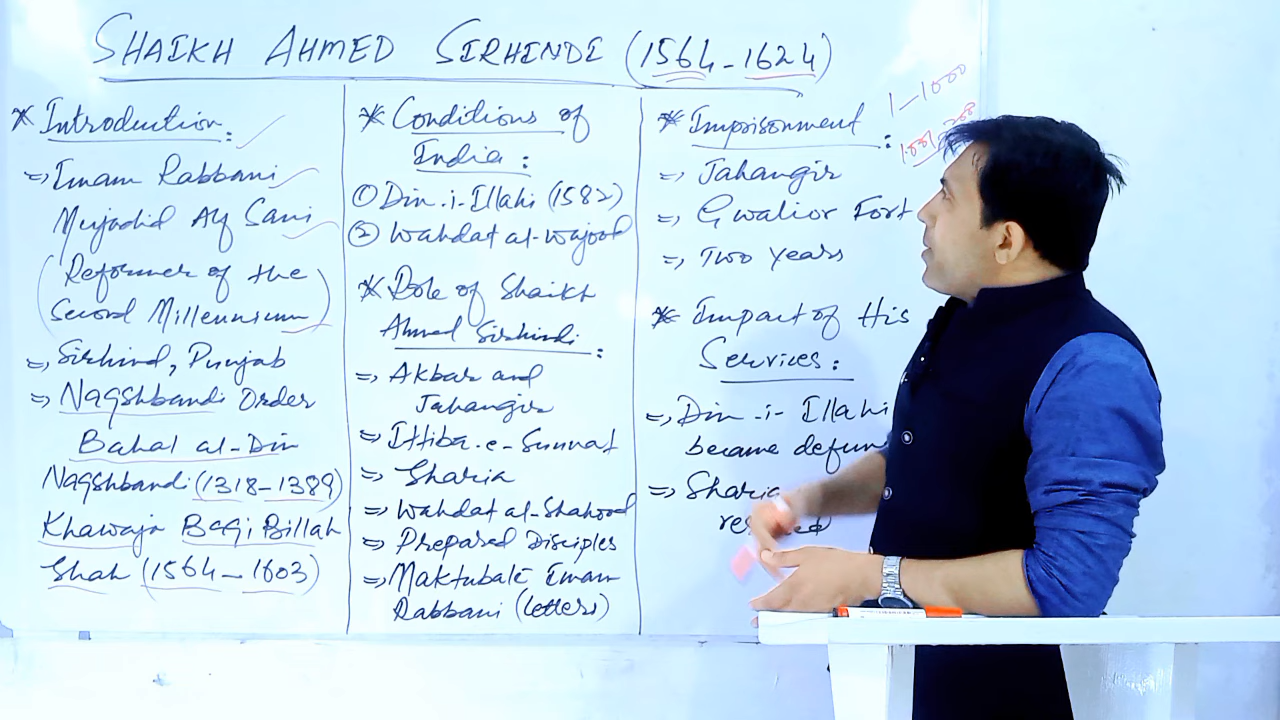 SHAIKH AHMED SIRHINDI (1564-1624)
* Introduction:
=> Imam Rabbani
Mujadid Alf Sani
(Reformer of the
Second Millennium)
=> Sirhind, Punjab
=> Naqshbandi Order
Bahal al-Din
Naqshbandi (1318-1389)
Khawaja Baqi Billah
Shah (1564-1603)
* Conditions of
India:
① Din-i-Illahi (1582)
② Wahdat al-Wajood
* Role of Shaikh
Ahmed Sirhindi:
=> Akbar and
Jahangir
=> Ittiba-e-Sunnat
=> Sharia
=> Wahdat al-Shahood
=> Prepared Disciples
=> Maktubate Imam
Rabbani (letters)
* Imprisonment:
=> Jahangir
=> Gwalior Fort
=> Two years
* Impact of His
Services:
=> Din-i-Illahi
became defun
=> Sharia
1-1000